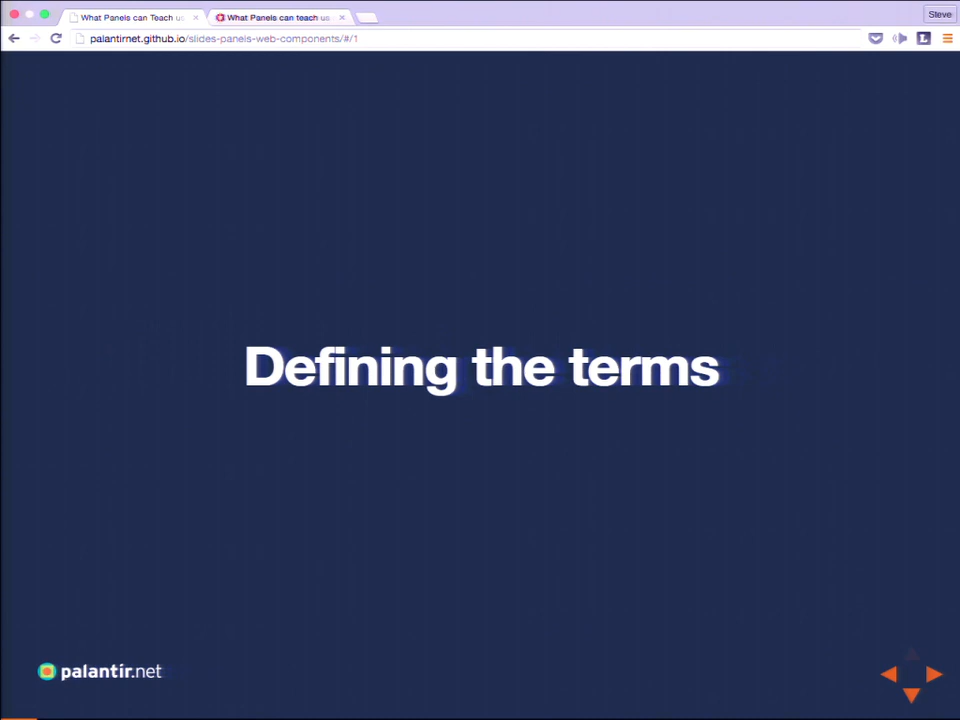 What Panels can Teach us
What Panels can teach us
Steve
palantirnet.github.io/slides-panels-web-components/#/1
L
Defining the terms
palantir.net